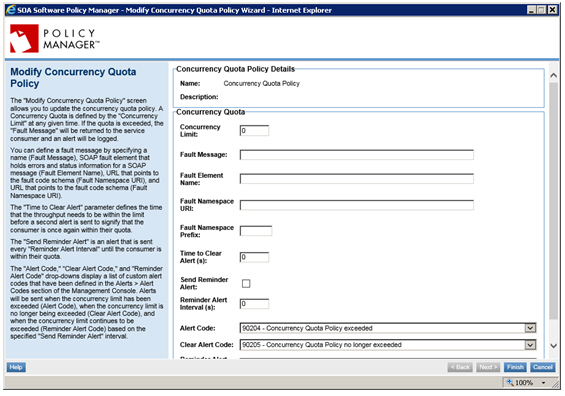 SOA Software Policy Manager - Modify Concurrency Quota Policy Wizard - Internet Explorer
POLICY
MANAGER™
Modify Concurrency Quota
Policy
The "Modify Concurrency Quota Policy" screen
allows you to update the concurrency quota policy. A
Concurrency Quota is defined by the "Concurrency
Limit" at any given time. If the quota is exceeded, the
"Fault Message" will be returned to the service
consumer and an alert will be logged.
You can define a fault message by specifying a
name (Fault Message), SOAP fault element that
holds errors and status information for a SOAP
message (Fault Element Name), URL that points to
the fault code schema (Fault Namespace URI), and
URL that points to the fault code schema (Fault
Namespace URI).
The "Time to Clear Alert" parameter defines the time
that the throughput needs to be within the limit
before a second alert is sent to signify that the
consumer is once again within their quota.
The "Send Reminder Alert" is an alert that is sent
every "Reminder Alert Interval" until the consumer is
within their quota.
The "Alert Code," "Clear Alert Code," and "Reminder
Alert Code" drop-downs display a list of custom alert
codes that have been defined in the Alerts > Alert
Codes section of the Management Console. Alerts
will be sent when the concurrency limit has been
exceeded (Alert Code), when the concurrency limit is
no longer being exceeded (Clear Alert Code), and
when the concurrency limit continues to be
exceeded (Reminder Alert Code) based on the
specified "Send Reminder Alert" interval.
Concurrency Quota Policy Details
Name: Concurrency Quota Policy
Description:
Concurrency Quota
Concurrency
Limit: 0
Fault Message:
Fault Element
Name:
Fault Namespace
URI:
Fault Namespace
Prefix:
Time to Clear
Alert (s): 0
Send Reminder
Alert:
Reminder Alert
Interval (s): 0
Alert Code: 90204 - Concurrency Quota Policy exceeded
Clear Alert Code: 90205 - Concurrency Quota Policy no longer exceeded
Reminder Alert
Help < Back Next > Finish Cancel
100%